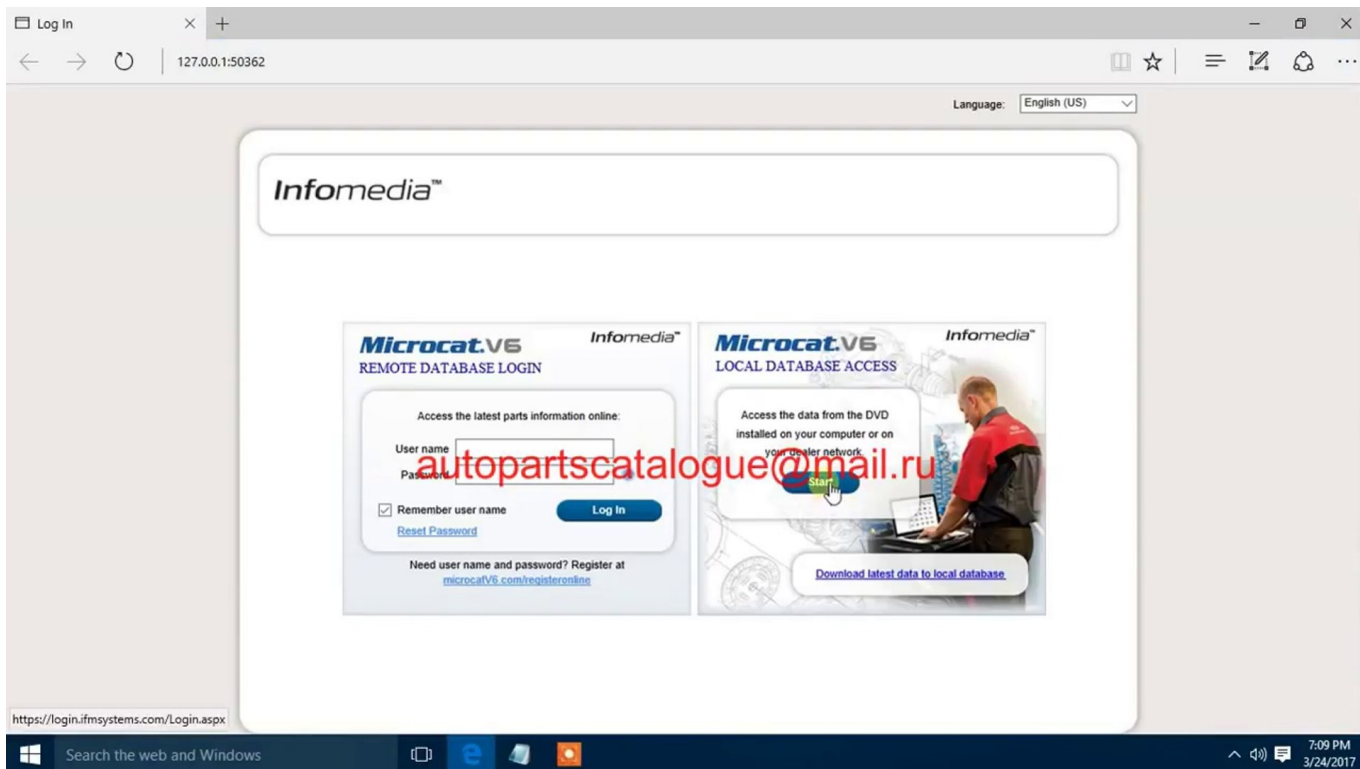 Log In
127.0.0.1:50362
Language: English (US)
Infomedia™
Microcat.V6 Infomedia™
REMOTE DATABASE LOGIN
Access the latest parts information online:
User name
Password
Remember user name Log In
Reset Password
Need user name and password? Register at
microcatV6.com/registeronline
Microcat.V6 Infomedia™
LOCAL DATABASE ACCESS
Access the data from the DVD
installed on your computer or on
your dealer network.
Start
Download latest data to local database
autopartscatalogue@mail.ru
https://login.ifmsystems.com/Login.aspx
Search the web and Windows
7:09 PM
3/24/2017